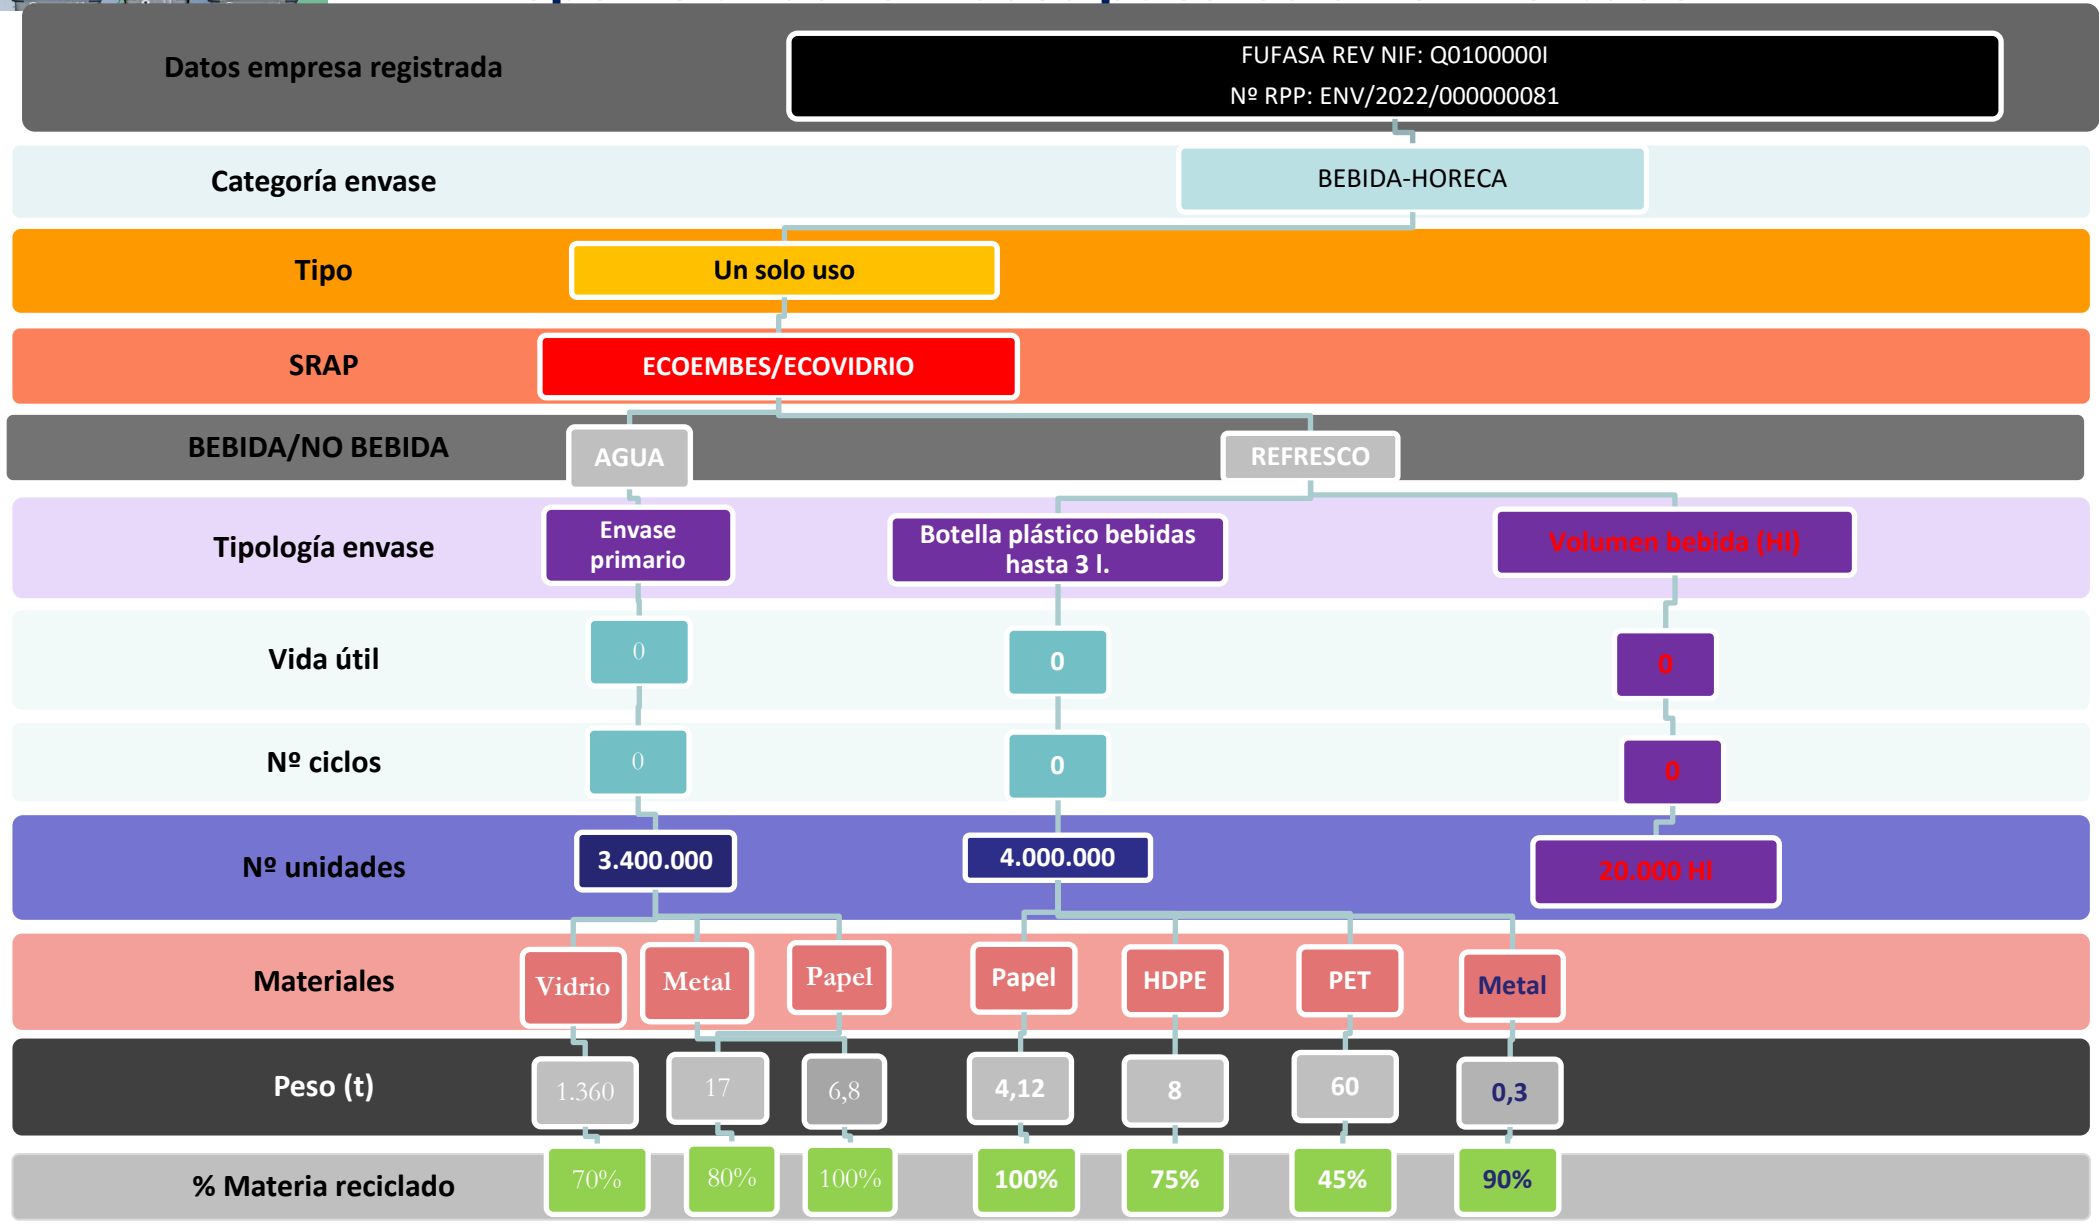 Datos empresa registrada
FUFASA REV NIF: Q0100000I
Nº RPP: ENV/2022/000000081
Categoría envase
BEBIDA-HORECA
Tipo
Un solo uso
SRAP
ECOEMBES/ECOVIDRIO
BEBIDA/NO BEBIDA
AGUA
REFRESCO
Tipología envase
Envase
primario
Botella plástico bebidas
hasta 3 l.
Volumen bebida (Hl)
Vida útil
0
0
0
Nº ciclos
0
0
0
Nº unidades
3.400.000
4.000.000
20.000 Hl
Materiales
Vidrio
Metal
Papel
Papel
HDPE
PET
Metal
Peso (t)
1.360
17
6,8
4,12
8
60
0,3
% Materia reciclado
70%
80%
100%
100%
75%
45%
90%